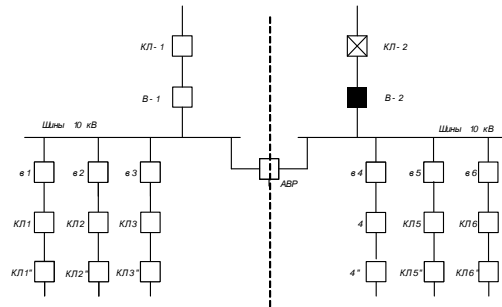 КЛ- 1
КЛ- 2
В - 1
В - 2
Шины 10 кВ
Шины 10 кВ
в 1
в 2
в 3
АВР
в 4
в 5
в 6
КЛ1
КЛ2
КЛ3
4
КЛ5
КЛ6
КЛ1"
КЛ2"
КЛ3"
4"
КЛ5"
КЛ6"